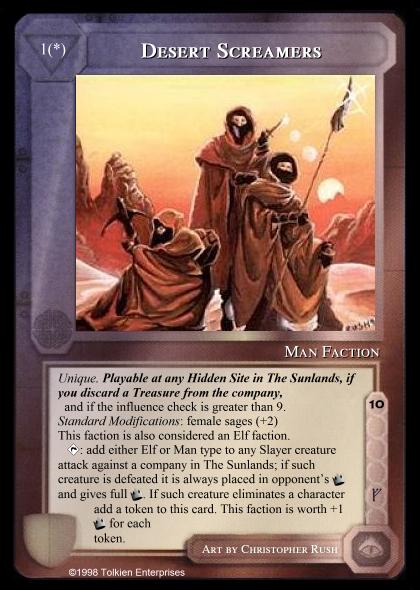 1(*)
DESERT SCREAMERS
RUSH
MAN FACTION
Unique. Playable at any Hidden Site in The Sunlands, if
you discard a Treasure from the company,
and if the influence check is greater than 9.
Standard Modifications: female sages (+2)
This faction is also considered an Elf faction.
: add either Elf or Man type to any Slayer creature
attack against a company in The Sunlands; if such
creature is defeated it is always placed in opponent's
and gives full . If such creature eliminates a character
add a token to this card. This faction is worth +1
for each
token.
10
ART BY CHRISTOPHER RUSH
©1998 Tolkien Enterprises